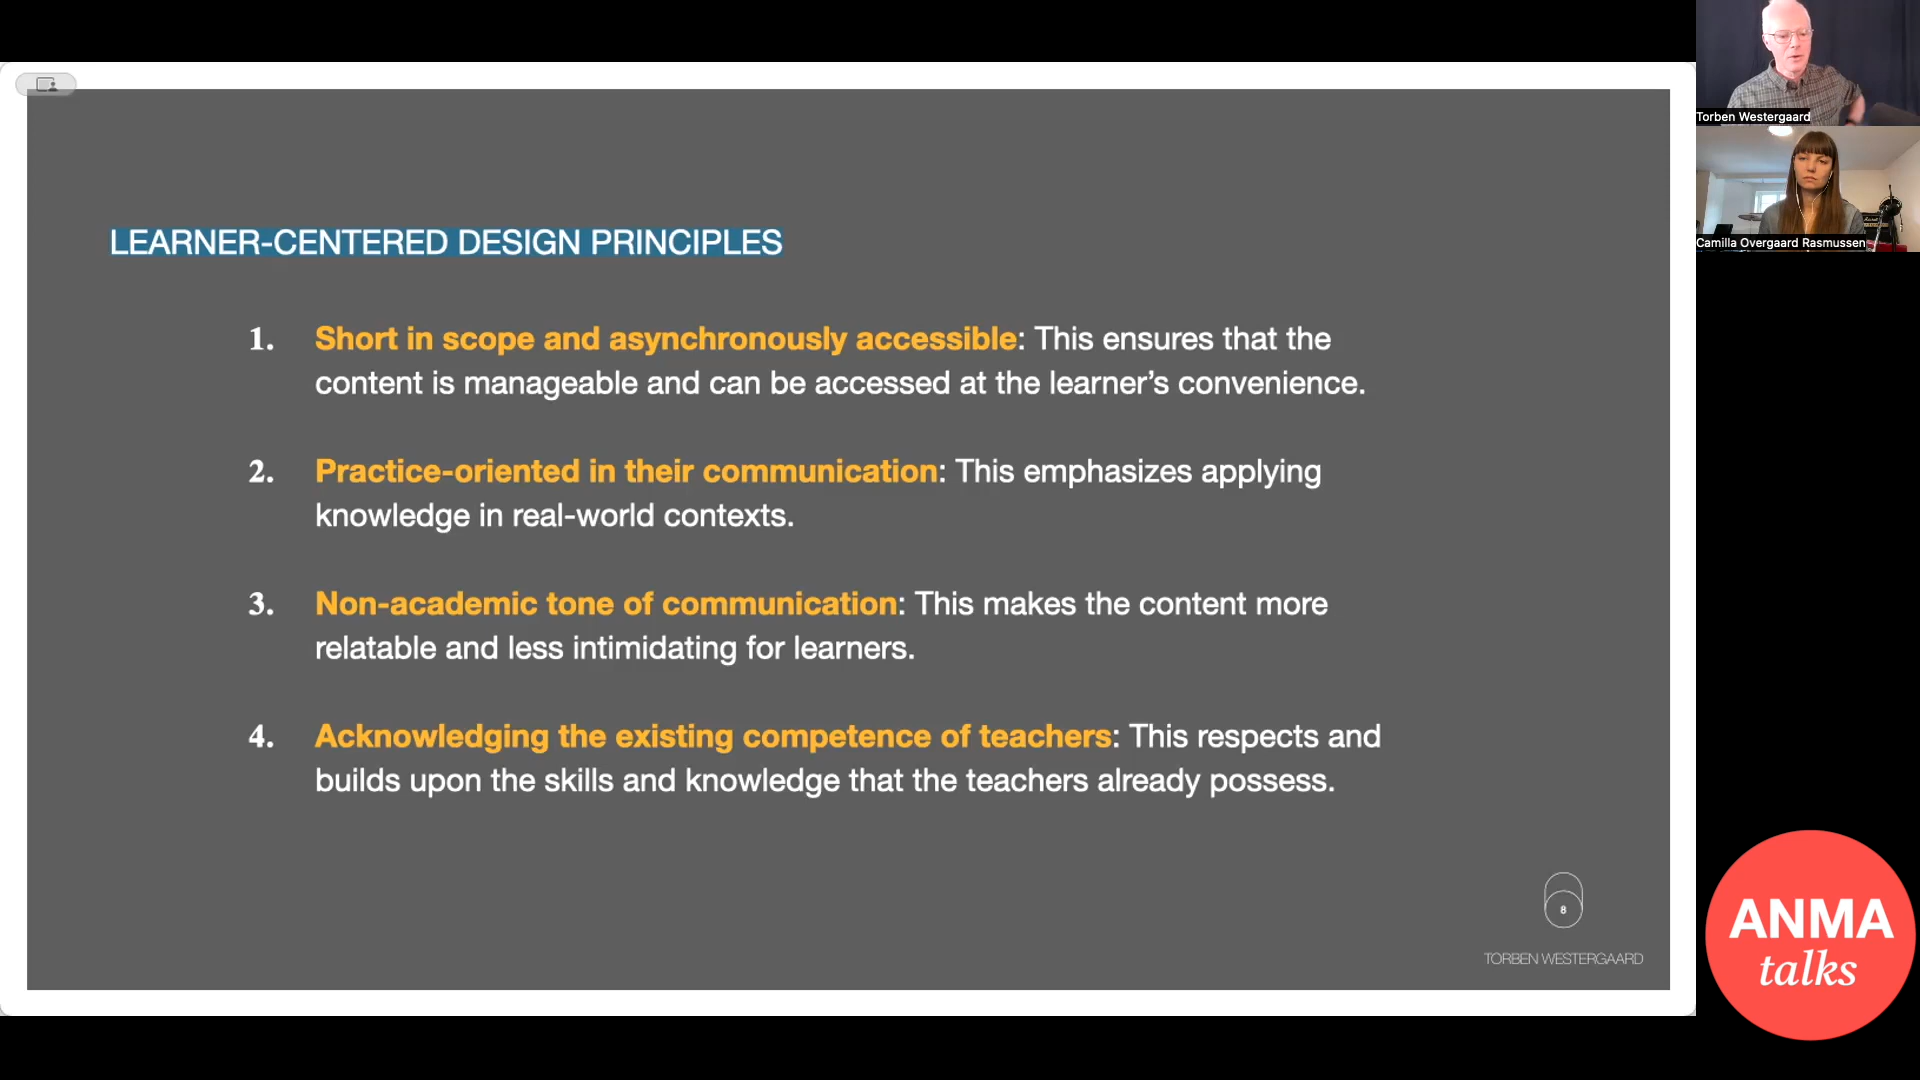 LEARNER-CENTERED DESIGN PRINCIPLES
1. Short in scope and asynchronously accessible: This ensures that the
content is manageable and can be accessed at the learner’s convenience.
2. Practice-oriented in their communication: This emphasizes applying
knowledge in real-world contexts.
3. Non-academic tone of communication: This makes the content more
relatable and less intimidating for learners.
4. Acknowledging the existing competence of teachers: This respects and
builds upon the skills and knowledge that the teachers already possess.
8
TORBEN WESTERGAARD
Torben Westergaard
Camilla Overgaard Rasmussen
ANMA
talks